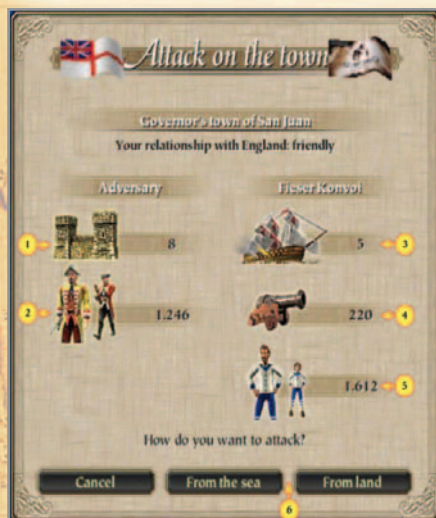 Attack on the town
Governor's town of San Juan
Your relationship with England: friendly
Adversary
Fieser Konvoi
1
8
5
3
2
1.246
220
4
1.612
5
How do you want to attack?
Cancel
From the sea
From land
6